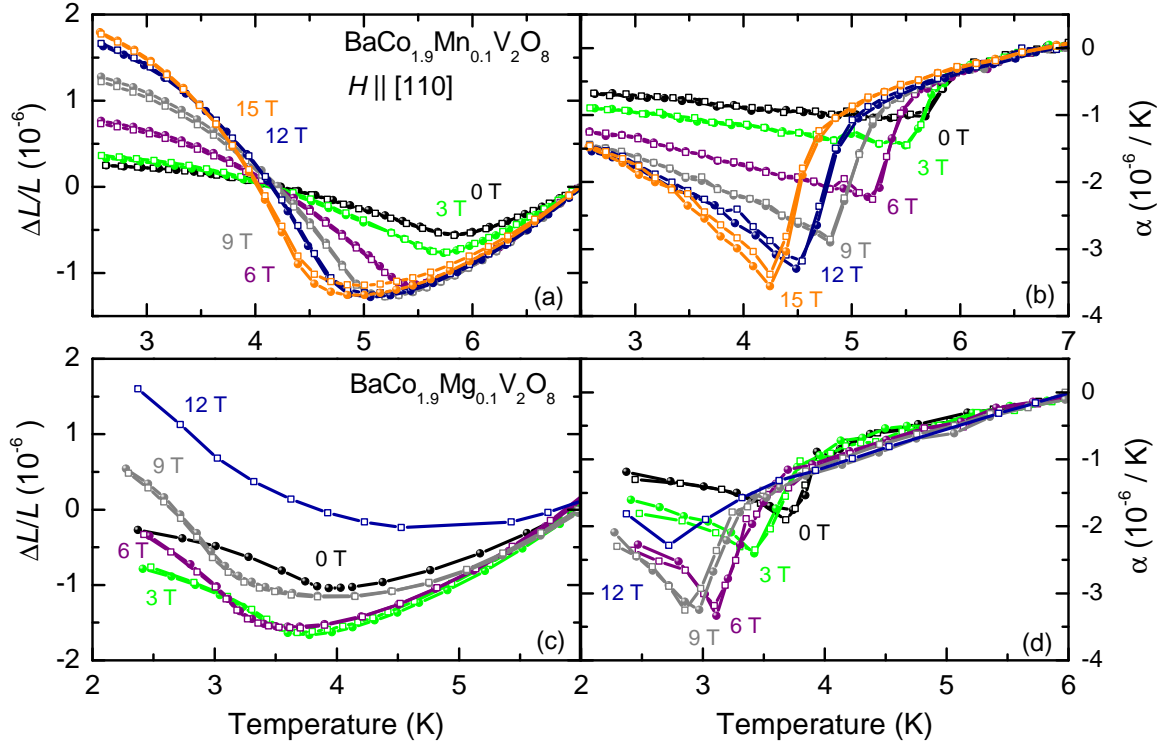 BaCo1.9Mn0.1V2O8
H || [110]
15 T
12 T
0 T
3 T
9 T
6 T
(a)
ΔL/L (10-6)
2
1
0
-1
3
4
5
6
0 T
3 T
6 T
9 T
12 T
15 T
(b)
α (10-6 / K)
0
-1
-2
-3
-4
3
4
5
6
7
BaCo1.9Mg0.1V2O8
12 T
9 T
0 T
6 T
3 T
(c)
ΔL/L (10-6)
2
1
0
-1
-2
2
3
4
5
2
Temperature (K)
0 T
3 T
12 T
6 T
9 T
(d)
α (10-6 / K)
0
-1
-2
-3
-4
3
4
5
6
Temperature (K)